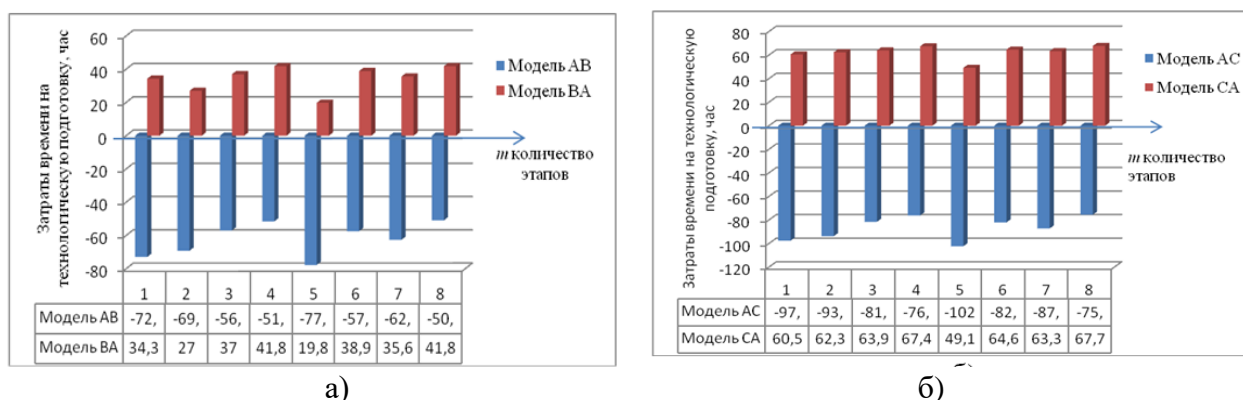 60
40
20
0
-20
-40
-60
-80
Затраты времени на
технологическую подготовку, час
Модель АВ
Модель ВА
m количество
этапов
1 2 3 4 5 6 7 8
Модель АВ -72, -69, -56, -51, -77, -57, -62, -50,
Модель ВА 34,3 27 37 41,8 19,8 38,9 35,6 41,8
а)
80
60
40
20
0
-20
-40
-60
-80
-100
-120
Затраты времени на технологическую
подготовку, час
Модель АС
Модель СА
m количество
этапов
1 2 3 4 5 6 7 8
Модель АС -97, -93, -81, -76, -102 -82, -87, -75,
Модель СА 60,5 62,3 63,9 67,4 49,1 64,6 63,3 67,7
б)